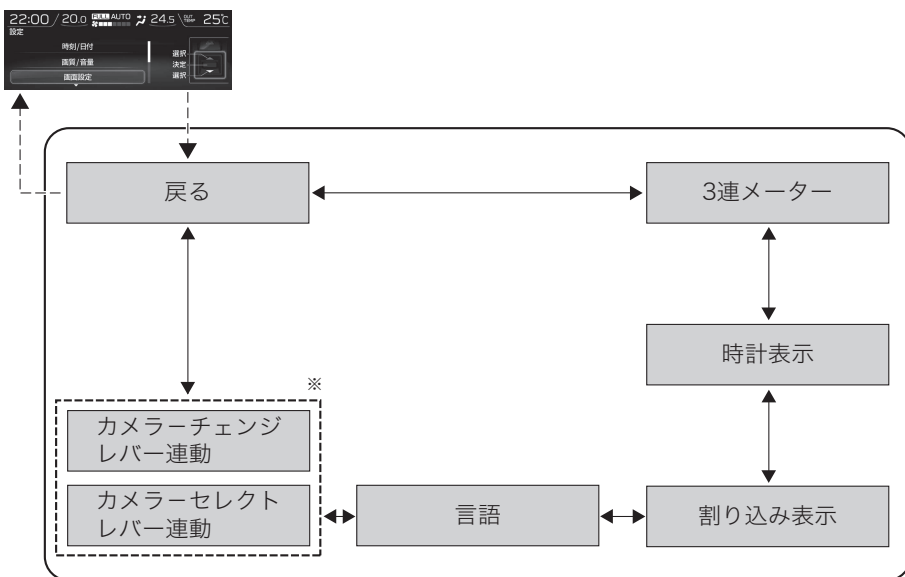 22:00 20.0 FULL AUTO 24.5 OUT TEMP 25℃
設定
時刻/日付
画質/音量
画面設定
選択
決定
選択
戻る
3連メーター
時計表示
※
カメラーチェンジ
レバー連動
カメラーセレクト
レバー連動
言語
割り込み表示